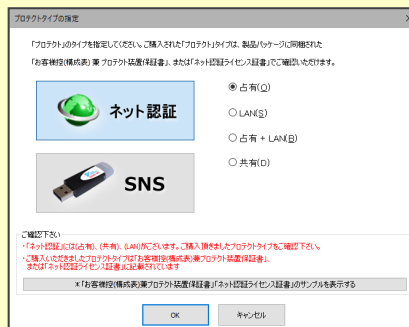 プロテクトタイプの指定
「プロテクト」のタイプを指定してください。ご購入された「プロテクト」タイプは、製品パッケージに同梱された
「お客様控(構成表) 兼 プロテクト装置保証書」、または「ネット認証ライセンス証書」でご確認いただけます。
ネット認証
SNS
占有(O)
LAN(S)
占有 + LAN(B)
共有(D)
ご確認下さい
・「ネット認証」には(占有)、(共有)、(LAN)がございます。ご購入頂きましたプロテクトタイプをご確認下さい。
・ご購入いただきましたプロテクトタイプは「お客様控(構成表)兼プロテクト装置保証書」、
または「ネット認証ライセンス証書」に記載されています
＊「お客様控(構成表)兼プロテクト装置保証書」「ネット認証ライセンス証書」のサンプルを表示する
OK
キャンセル